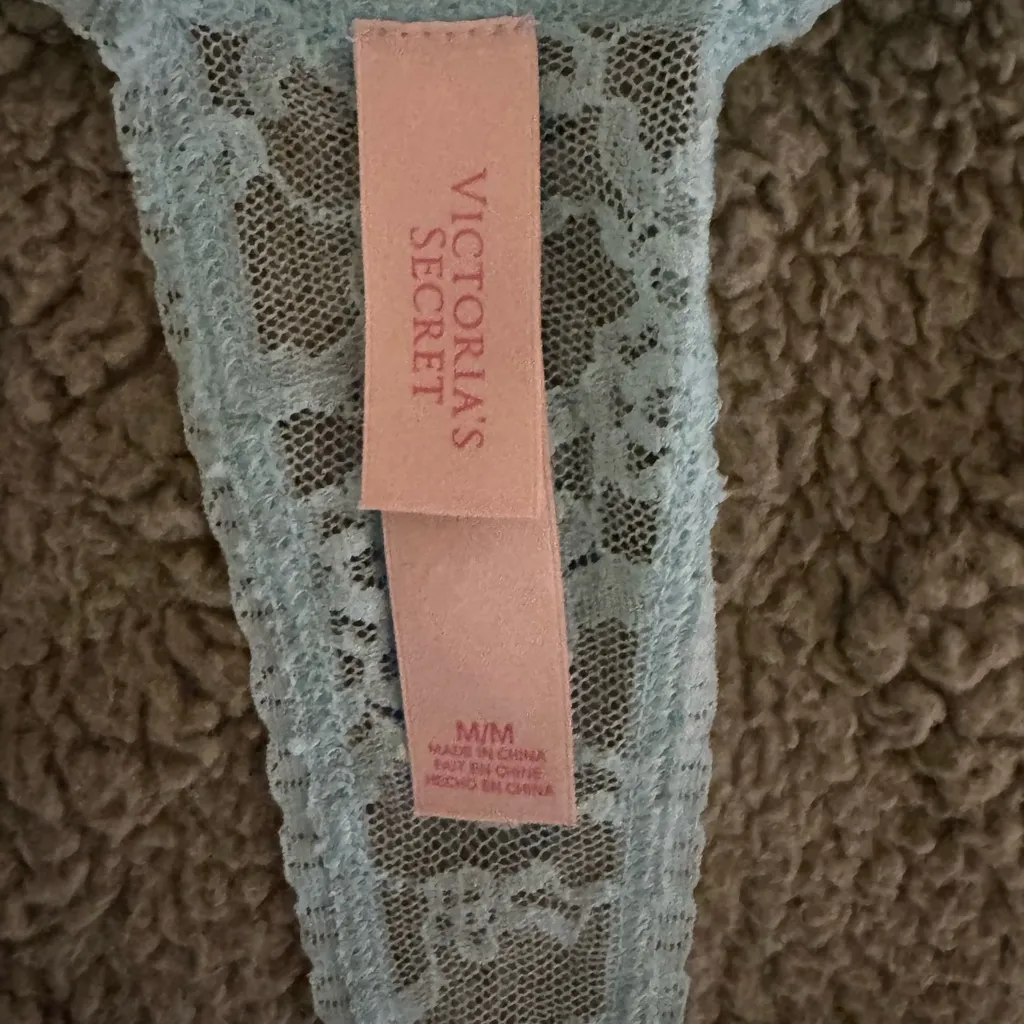 VICTORIA'S
SECRET
M/M
MADE IN CHINA
FAIT EN CHINE
HECHO EN CHINA